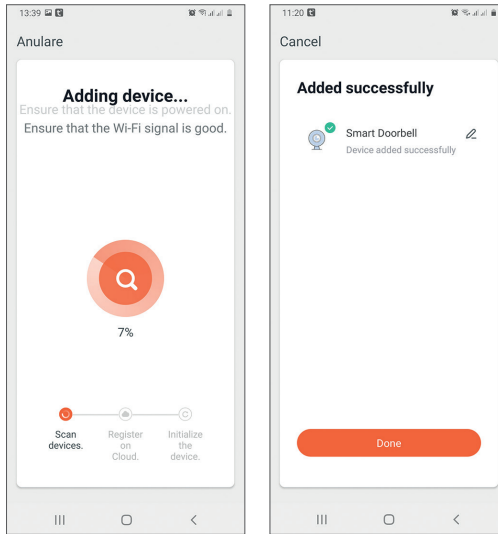 13:39
Anulare
Adding device...
Ensure that the device is powered on.
Ensure that the Wi-Fi signal is good.
7%
Scan
devices.
Register
on
Cloud.
Initialize
the
device.
11:20
Cancel
Added successfully
Smart Doorbell
Device added successfully
Done